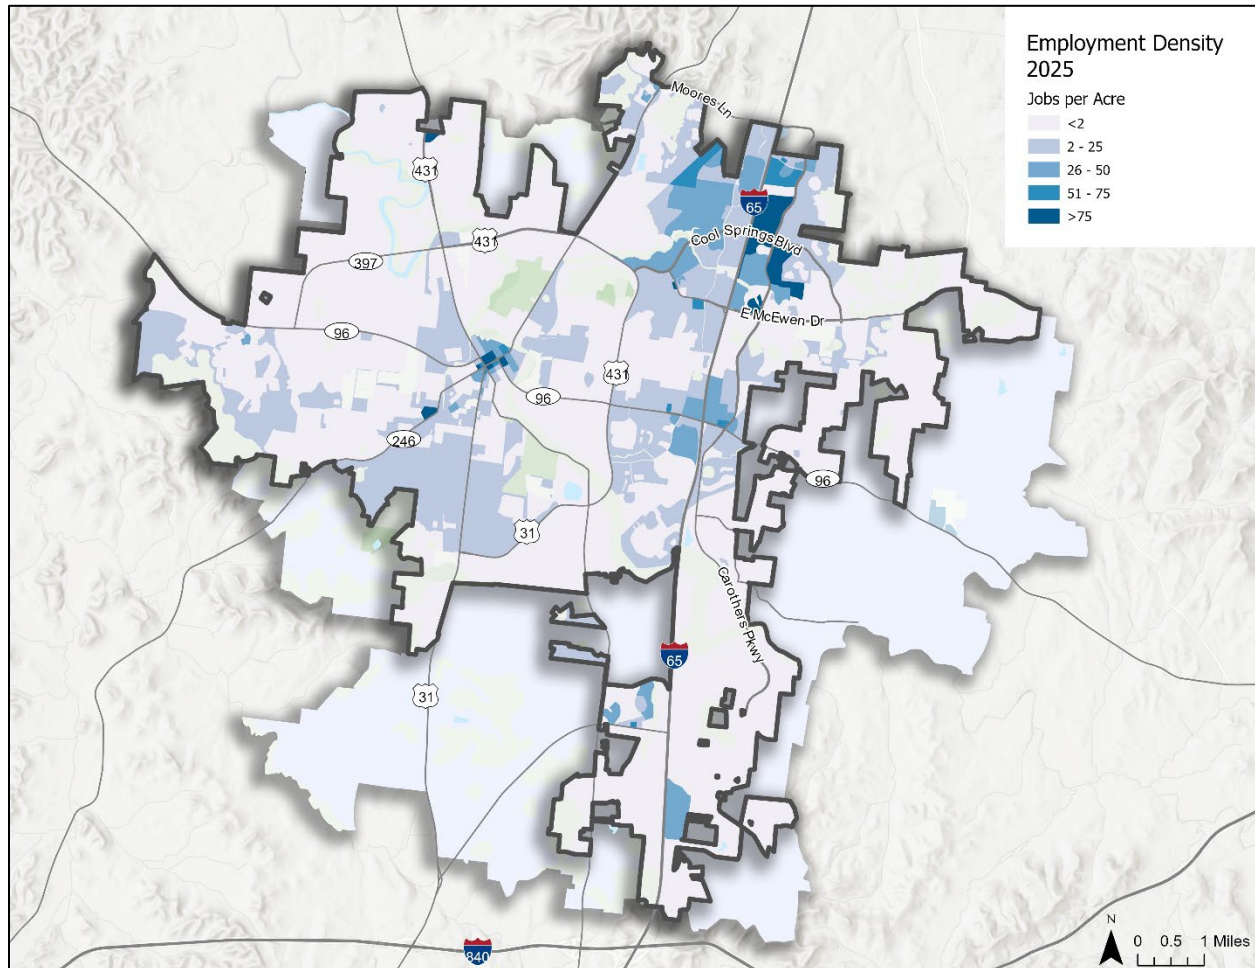 Employment Density
2025
Jobs per Acre
<2
2 - 25
26 - 50
51 - 75
>75
Moores Ln
431
65
Cool Springs Blvd
431
397
E McEwen Dr
96
431
96
246
96
31
Carothers Pkwy
65
31
840
N
0 0.5 1 Miles